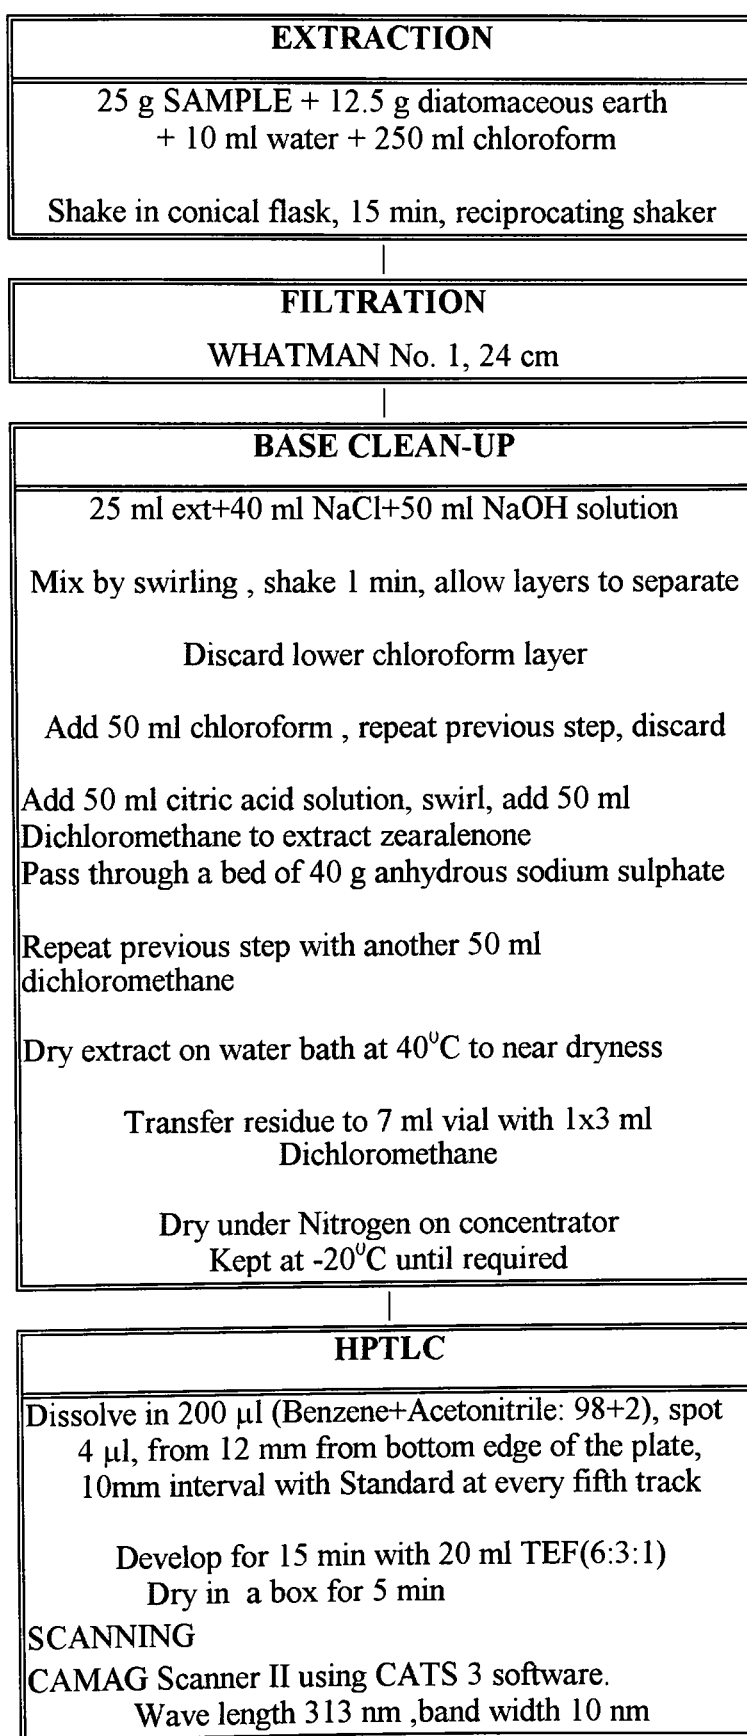 EXTRACTION
25 g SAMPLE + 12.5 g diatomaceous earth
+ 10 ml water + 250 ml chloroform
Shake in conical flask, 15 min, reciprocating shaker
FILTRATION
WHATMAN No. 1, 24 cm
BASE CLEAN-UP
25 ml ext+40 ml NaCl+50 ml NaOH solution
Mix by swirling , shake 1 min, allow layers to separate
Discard lower chloroform layer
Add 50 ml chloroform , repeat previous step, discard
Add 50 ml citric acid solution, swirl, add 50 ml
Dichloromethane to extract zearalenone
Pass through a bed of 40 g anhydrous sodium sulphate
Repeat previous step with another 50 ml
dichloromethane
Dry extract on water bath at 40⁰C to near dryness
Transfer residue to 7 ml vial with 1x3 ml
Dichloromethane
Dry under Nitrogen on concentrator
Kept at -20⁰C until required
HPTLC
Dissolve in 200 µl (Benzene+Acetonitrile: 98+2), spot
4 µl, from 12 mm from bottom edge of the plate,
10mm interval with Standard at every fifth track
Develop for 15 min with 20 ml TEF(6:3:1)
Dry in a box for 5 min
SCANNING
CAMAG Scanner II using CATS 3 software.
Wave length 313 nm ,band width 10 nm